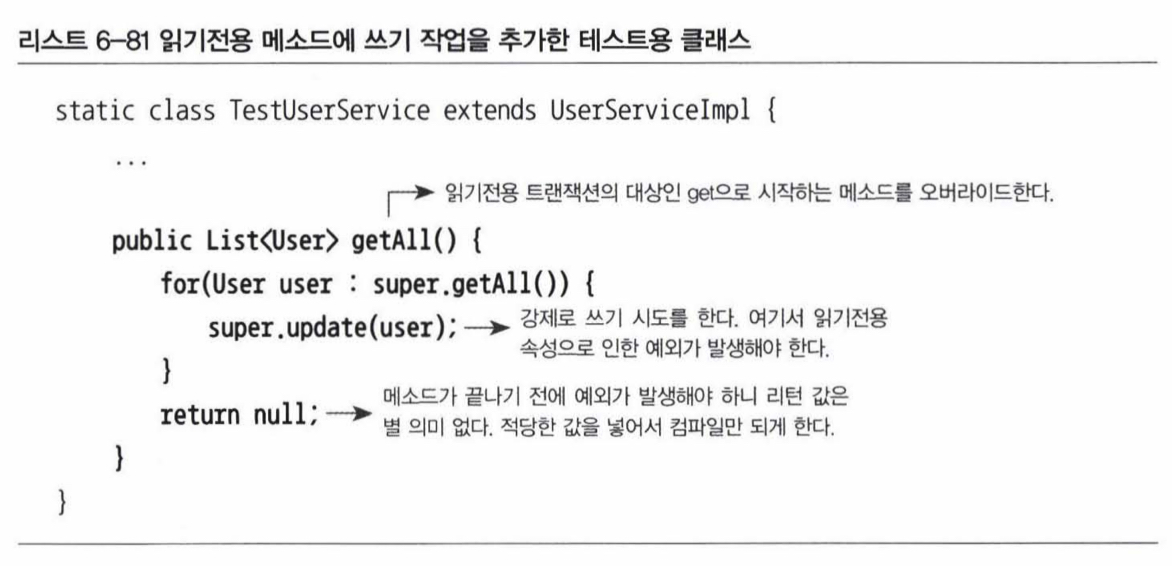 리스트 6-81 읽기전용 메소드에 쓰기 작업을 추가한 테스트용 클래스
static class TestUserService extends UserServiceImpl {
...
읽기전용 트랜잭션의 대상인 get으로 시작하는 메소드를 오버라이드한다.
public List<User> getAll() {
for(User user : super.getAll()) {
super.update(user);
강제로 쓰기 시도를 한다. 여기서 읽기전용
속성으로 인한 예외가 발생해야 한다.
}
return null;
메소드가 끝나기 전에 예외가 발생해야 하니 리턴 값은
별 의미 없다. 적당한 값을 넣어서 컴파일만 되게 한다.
}
}